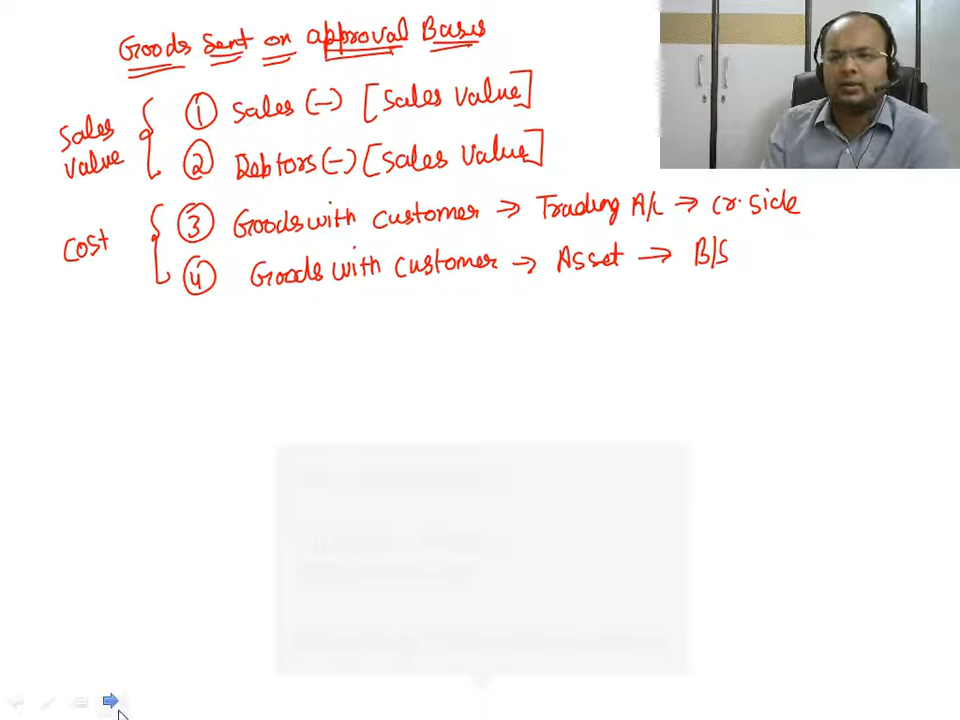 Goods sent on approval Basis
Sales value
① Sales (-) [Sales value]
② Debtors (-) [Sales value]
Cost
③ Goods with customer → Trading A/c → cr. side
④ Goods with customer → Asset → B/S